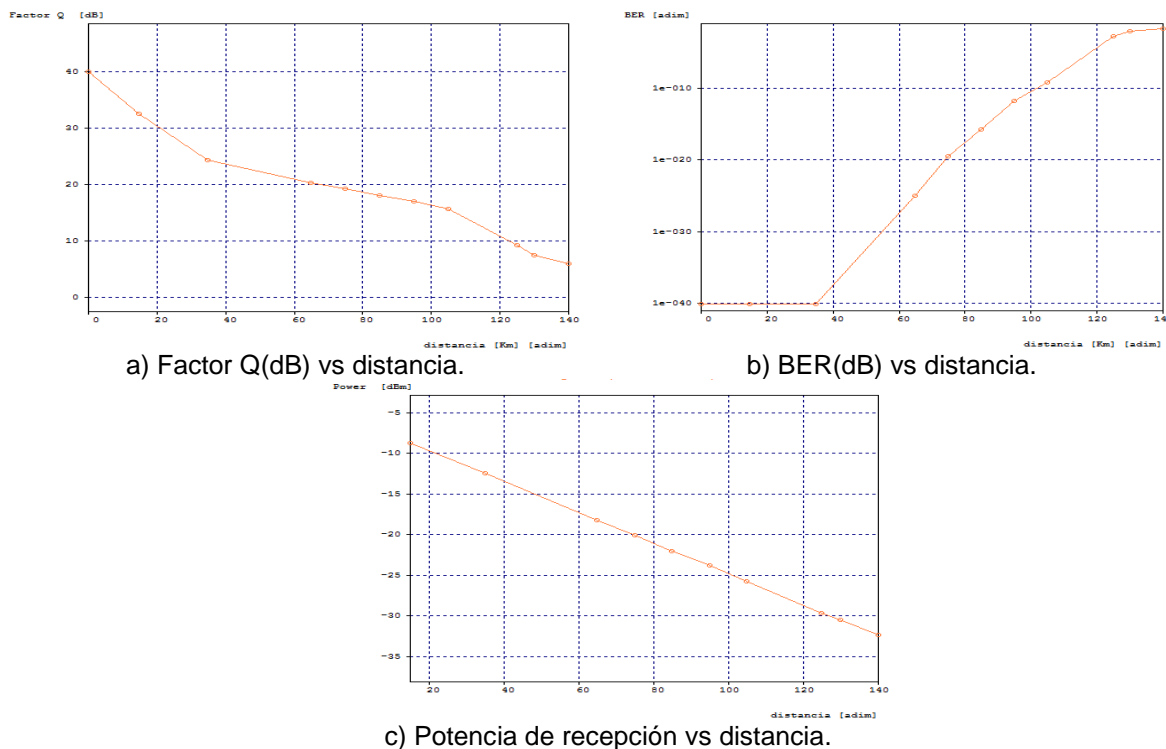 Factor Q [dB]
40
30
20
10
0
0 20 40 60 80 100 120 140
distancia [Km] [adim]
a) Factor Q(dB) vs distancia.
BER [adim]
1e-010
1e-020
1e-030
1e-040
0 20 40 60 80 100 120 140
distancia [Km] [adim]
b) BER(dB) vs distancia.
Power [dBm]
-5
-10
-15
-20
-25
-30
-35
20 40 60 80 100 120 140
distancia [adim]
c) Potencia de recepción vs distancia.